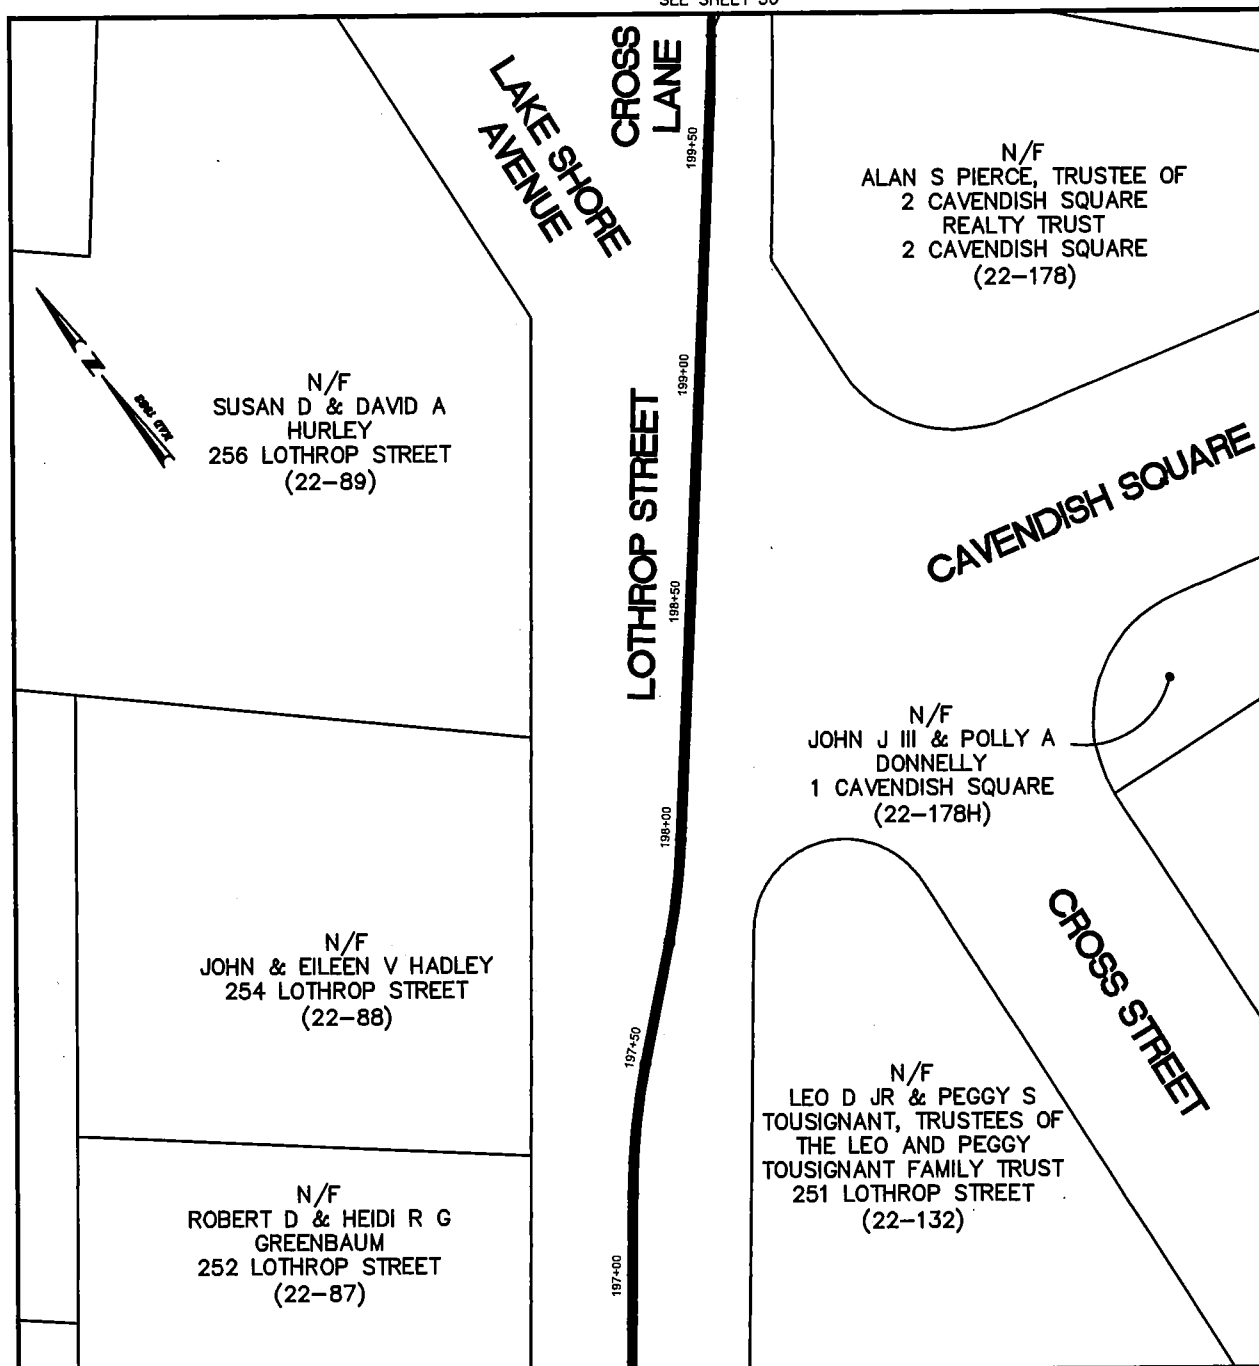 CROSS
LANE
LAKE SHORE
AVENUE
199+50
N/F
ALAN S PIERCE, TRUSTEE OF
2 CAVENDISH SQUARE
REALTY TRUST
2 CAVENDISH SQUARE
(22-178)
N
NAD 1983
N/F
SUSAN D & DAVID A
HURLEY
256 LOTHROP STREET
(22-89)
199+00
LOTHROP STREET
CAVENDISH SQUARE
198+50
N/F
JOHN J III & POLLY A
DONNELLY
1 CAVENDISH SQUARE
(22-178H)
198+00
N/F
JOHN & EILEEN V HADLEY
254 LOTHROP STREET
(22-88)
CROSS STREET
197+50
N/F
LEO D JR & PEGGY S
TOUSIGNANT, TRUSTEES OF
THE LEO AND PEGGY
TOUSIGNANT FAMILY TRUST
251 LOTHROP STREET
(22-132)
N/F
ROBERT D & HEIDI R G
GREENBAUM
252 LOTHROP STREET
(22-87)
197+00